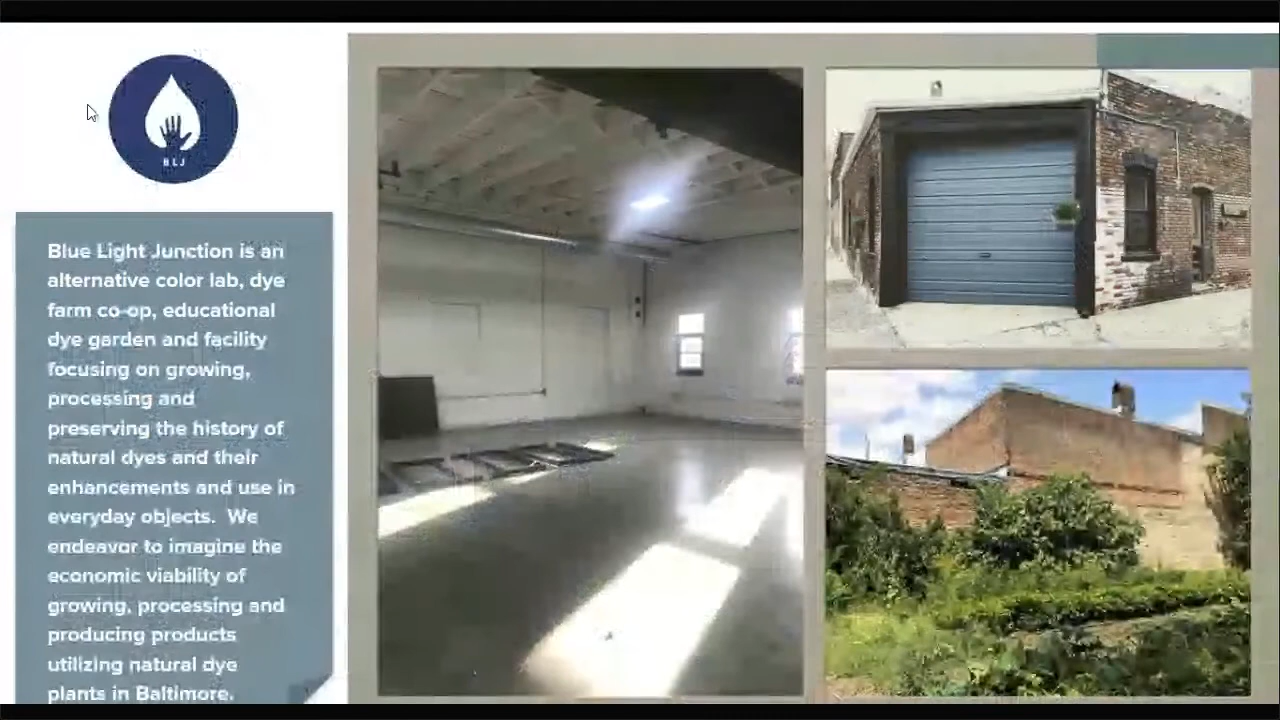 BLJ
Blue Light Junction is an
alternative color lab, dye
farm co-op, educational
dye garden and facility
focusing on growing,
processing and
preserving the history of
natural dyes and their
enhancements and use in
everyday objects. We
endeavor to imagine the
economic viability of
growing, processing and
producing products
utilizing natural dye
plants in Baltimore.